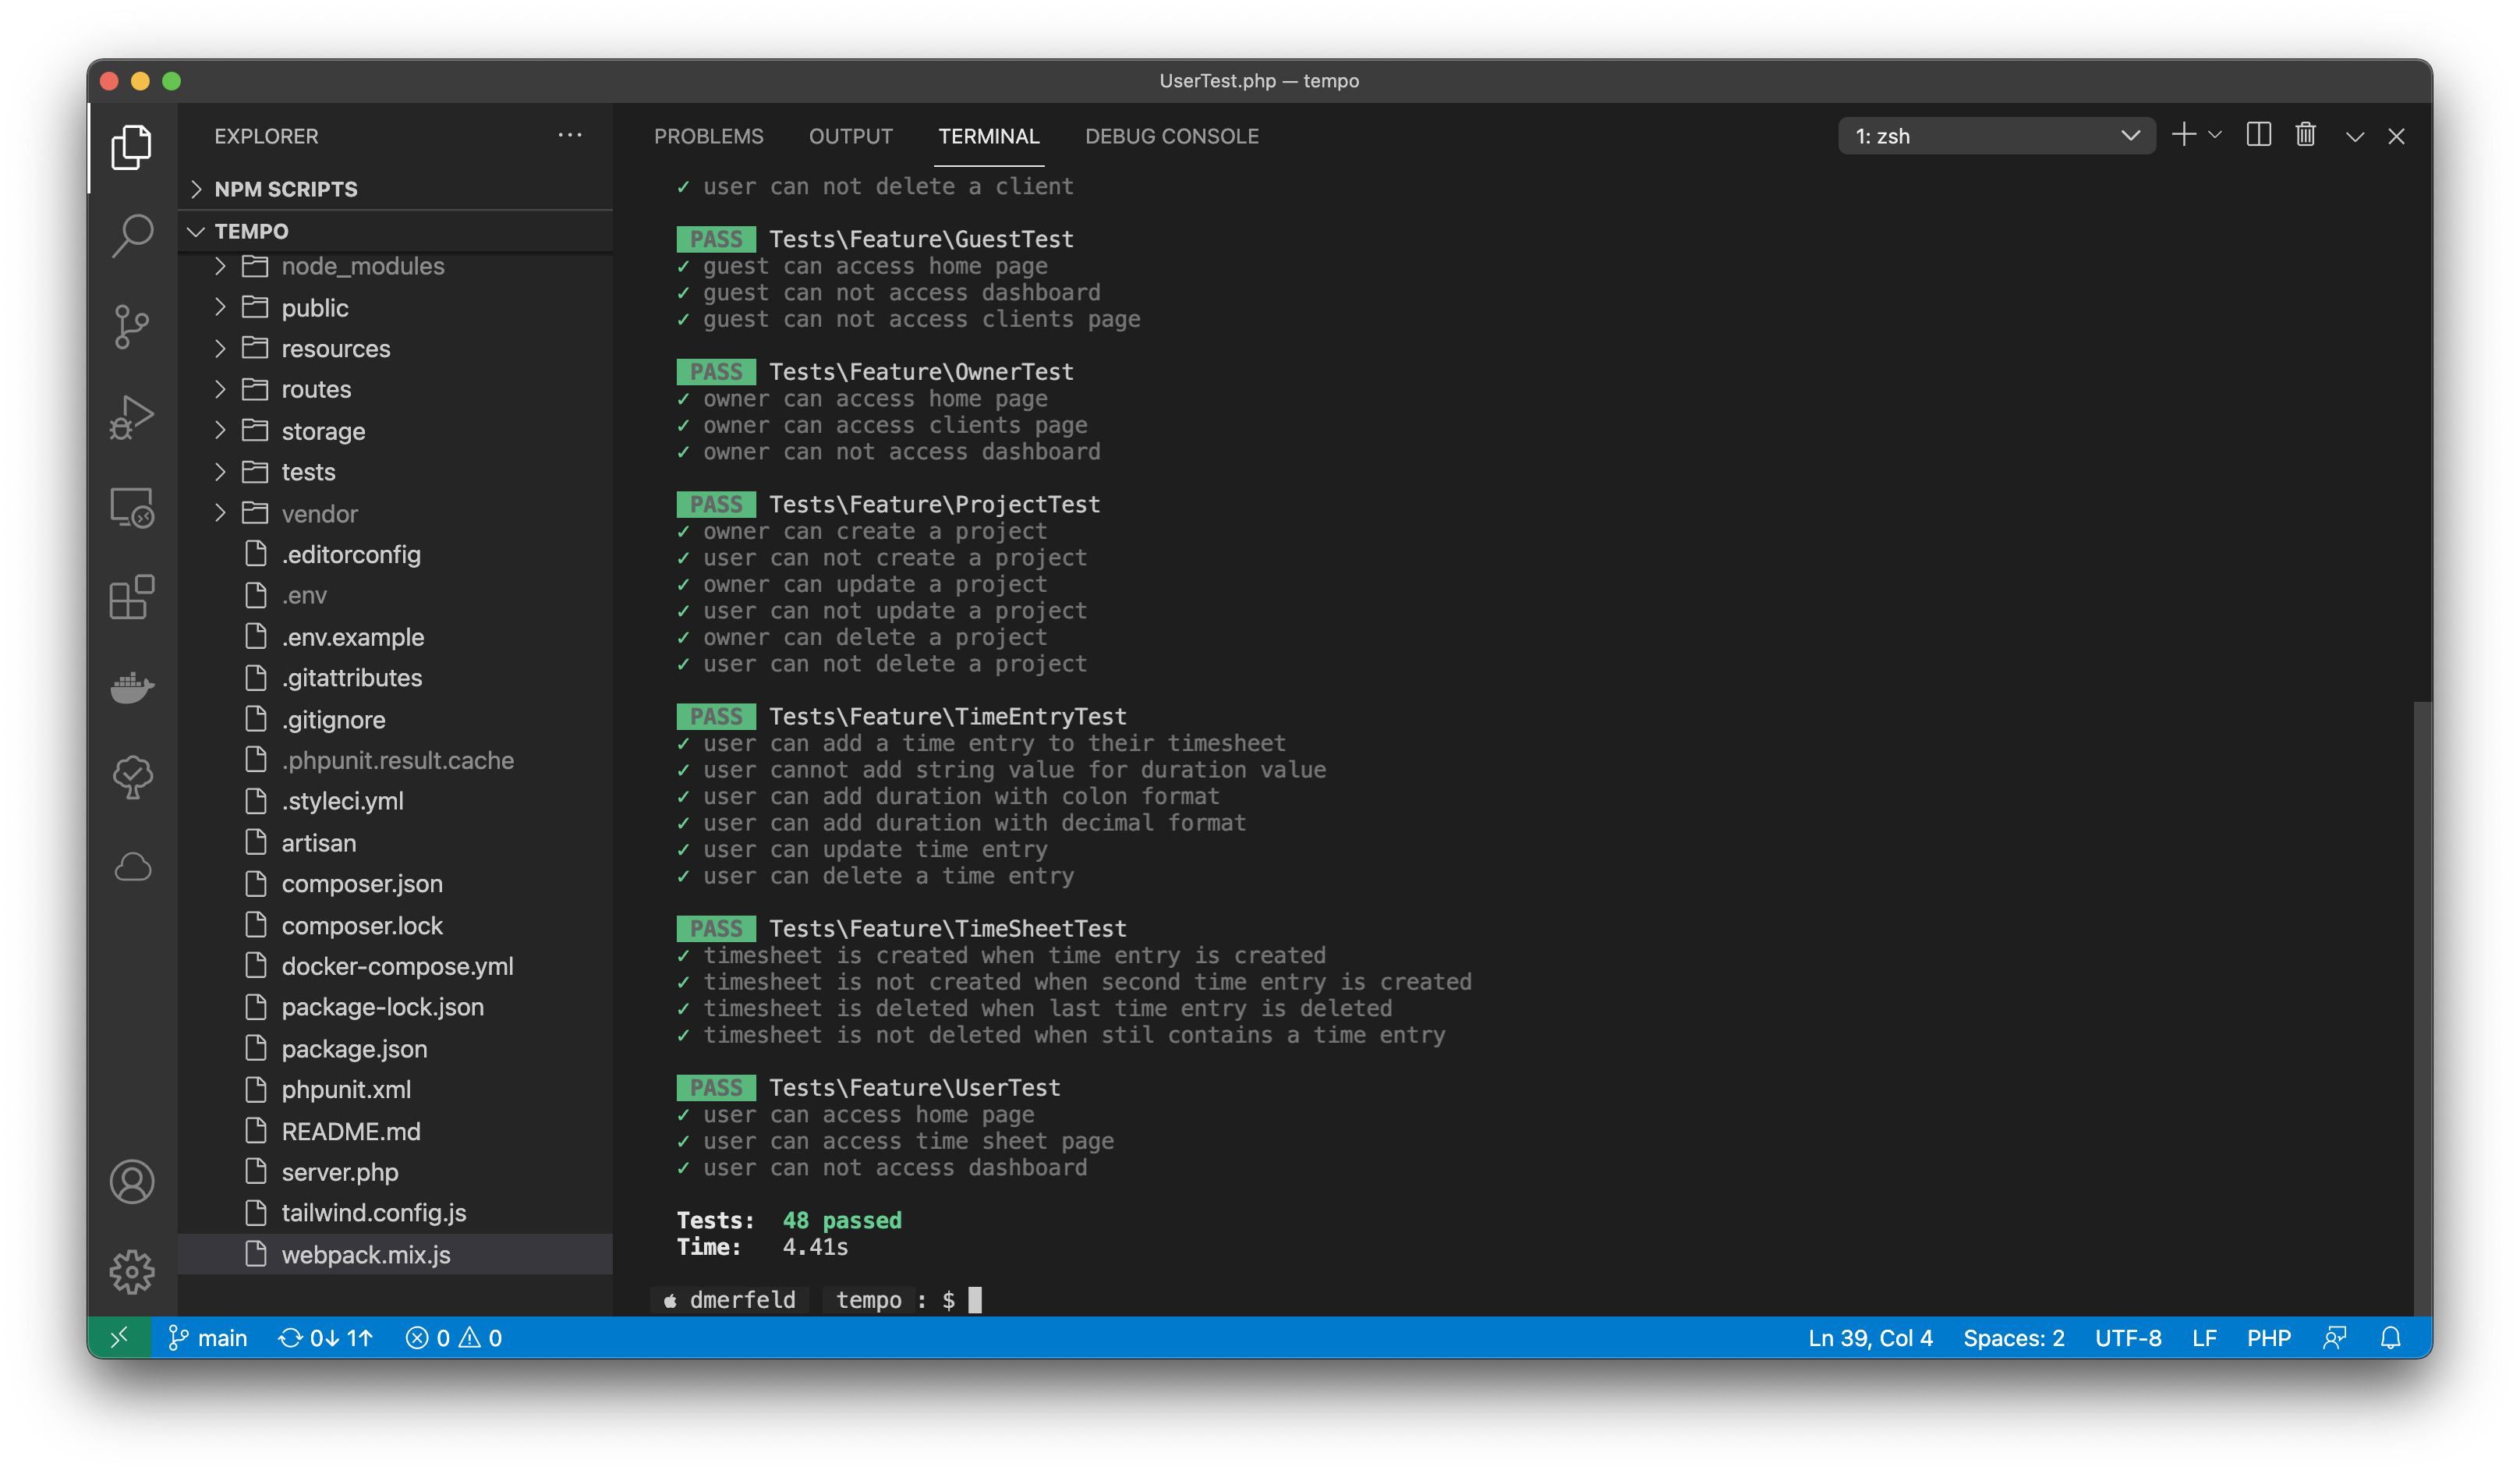 UserTest.php — tempo
EXPLORER
NPM SCRIPTS
TEMPO
node_modules
public
resources
routes
storage
tests
vendor
.editorconfig
.env
.env.example
.gitattributes
.gitignore
.phpunit.result.cache
.styleci.yml
artisan
composer.json
composer.lock
docker-compose.yml
package-lock.json
package.json
phpunit.xml
README.md
server.php
tailwind.config.js
webpack.mix.js
PROBLEMS OUTPUT TERMINAL DEBUG CONSOLE 1: zsh
✓ user can not delete a client
PASS Tests\Feature\GuestTest
✓ guest can access home page
✓ guest can not access dashboard
✓ guest can not access clients page
PASS Tests\Feature\OwnerTest
✓ owner can access home page
✓ owner can access clients page
✓ owner can not access dashboard
PASS Tests\Feature\ProjectTest
✓ owner can create a project
✓ user can not create a project
✓ owner can update a project
✓ user can not update a project
✓ owner can delete a project
✓ user can not delete a project
PASS Tests\Feature\TimeEntryTest
✓ user can add a time entry to their timesheet
✓ user cannot add string value for duration value
✓ user can add duration with colon format
✓ user can add duration with decimal format
✓ user can update time entry
✓ user can delete a time entry
PASS Tests\Feature\TimeSheetTest
✓ timesheet is created when time entry is created
✓ timesheet is not created when second time entry is created
✓ timesheet is deleted when last time entry is deleted
✓ timesheet is not deleted when stil contains a time entry
PASS Tests\Feature\UserTest
✓ user can access home page
✓ user can access time sheet page
✓ user can not access dashboard
Tests: 48 passed
Time: 4.41s
dmerfeld tempo : $
main 0↓ 1↑ 0 0 Ln 39, Col 4 Spaces: 2 UTF-8 LF PHP